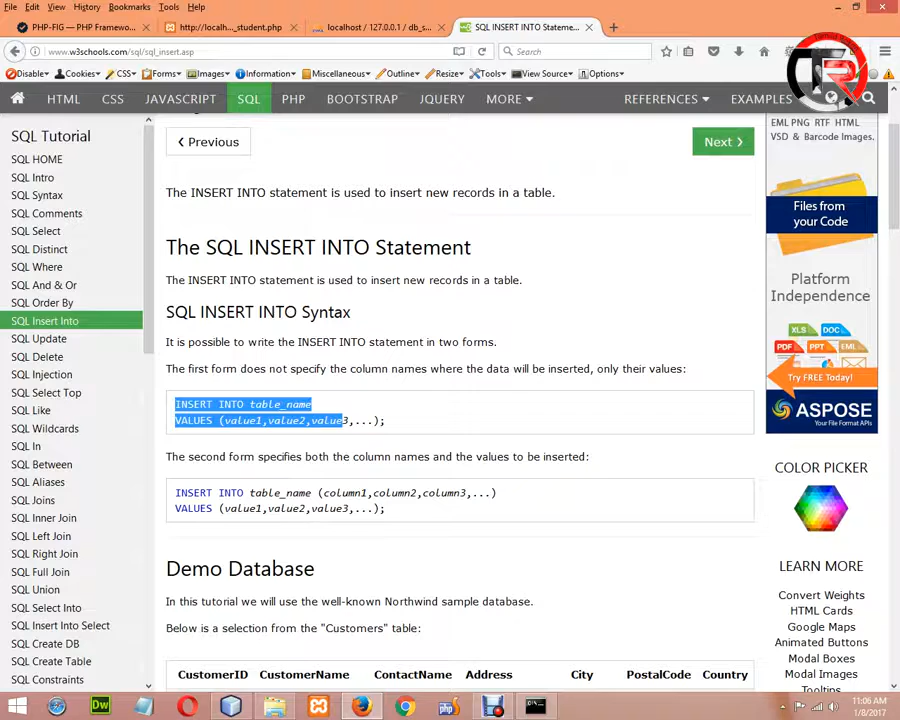 File Edit View History Bookmarks Tools Help
PHP-FIG — PHP Framewo... × http://localh..._student.php × localhost / 127.0.0.1 / db_s... × SQL INSERT INTO Stateme... × +
www.w3schools.com/sql/sql_insert.asp Search
Disable▾ Cookies▾ CSS▾ Forms▾ Images▾ Information▾ Miscellaneous▾ Outline▾ Resize▾ Tools▾ View Source▾ Options▾
HTML CSS JAVASCRIPT SQL PHP BOOTSTRAP JQUERY MORE REFERENCES EXAMPLES
SQL Tutorial
SQL HOME
SQL Intro
SQL Syntax
SQL Comments
SQL Select
SQL Distinct
SQL Where
SQL And & Or
SQL Order By
SQL Insert Into
SQL Update
SQL Delete
SQL Injection
SQL Select Top
SQL Like
SQL Wildcards
SQL In
SQL Between
SQL Aliases
SQL Joins
SQL Inner Join
SQL Left Join
SQL Right Join
SQL Full Join
SQL Union
SQL Select Into
SQL Insert Into Select
SQL Create DB
SQL Create Table
SQL Constraints
❮ Previous
Next ❯
The INSERT INTO statement is used to insert new records in a table.
The SQL INSERT INTO Statement
The INSERT INTO statement is used to insert new records in a table.
SQL INSERT INTO Syntax
It is possible to write the INSERT INTO statement in two forms.
The first form does not specify the column names where the data will be inserted, only their values:
INSERT INTO table_name
VALUES (value1,value2,value3,...);
The second form specifies both the column names and the values to be inserted:
INSERT INTO table_name (column1,column2,column3,...)
VALUES (value1,value2,value3,...);
Demo Database
In this tutorial we will use the well-known Northwind sample database.
Below is a selection from the "Customers" table:
CustomerID CustomerName ContactName Address City PostalCode Country
EML PNG RTF HTML
VSD & Barcode Images.
Files from
your Code
Platform
Independence
XLS DOC
PDF PPT EML
Try FREE Today!
ASPOSE
Your File Format APIs
COLOR PICKER
LEARN MORE
Convert Weights
HTML Cards
Google Maps
Animated Buttons
Modal Boxes
Modal Images
Tooltips
Dw
php
11:06 AM
1/8/2017